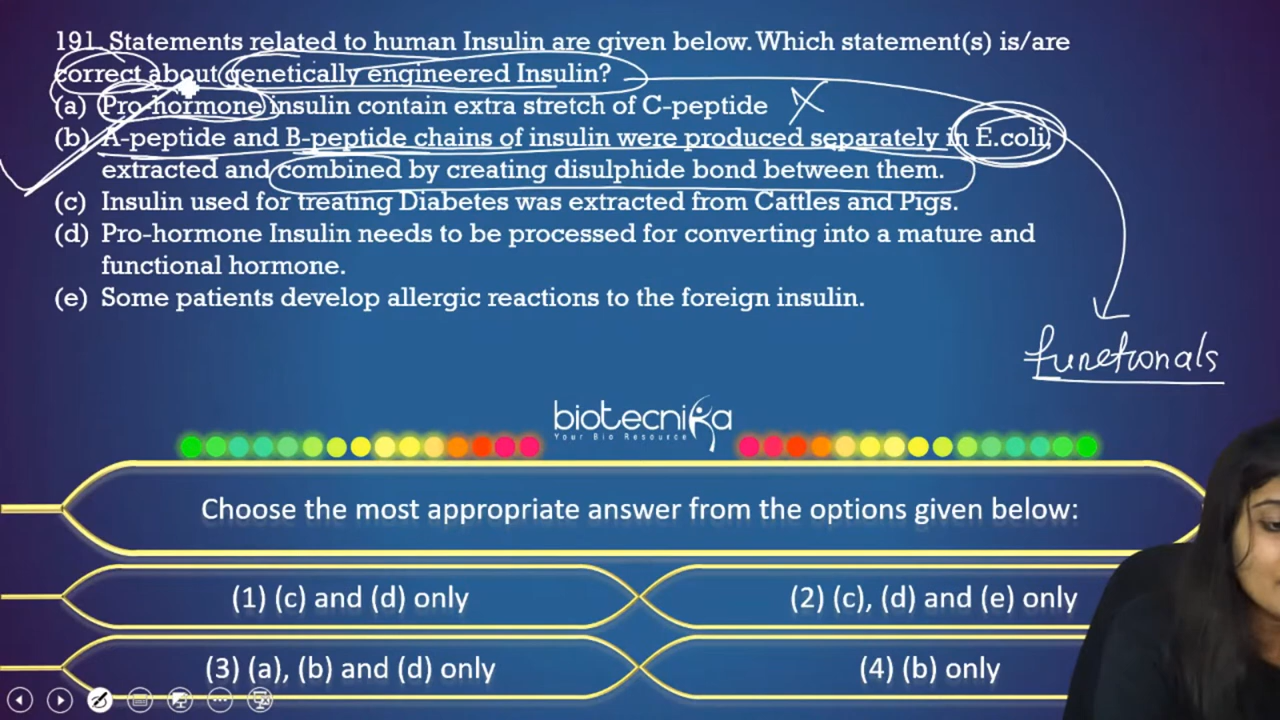 191. Statements related to human Insulin are given below. Which statement(s) is/are
correct about genetically engineered Insulin?
(a) Pro-hormone insulin contain extra stretch of C-peptide
(b) A-peptide and B-peptide chains of insulin were produced separately in E.coli,
extracted and combined by creating disulphide bond between them.
(c) Insulin used for treating Diabetes was extracted from Cattles and Pigs.
(d) Pro-hormone Insulin needs to be processed for converting into a mature and
functional hormone.
(e) Some patients develop allergic reactions to the foreign insulin.
functionals
biotecnika
Your Bio Resource
Choose the most appropriate answer from the options given below:
(1) (c) and (d) only
(2) (c), (d) and (e) only
(3) (a), (b) and (d) only
(4) (b) only